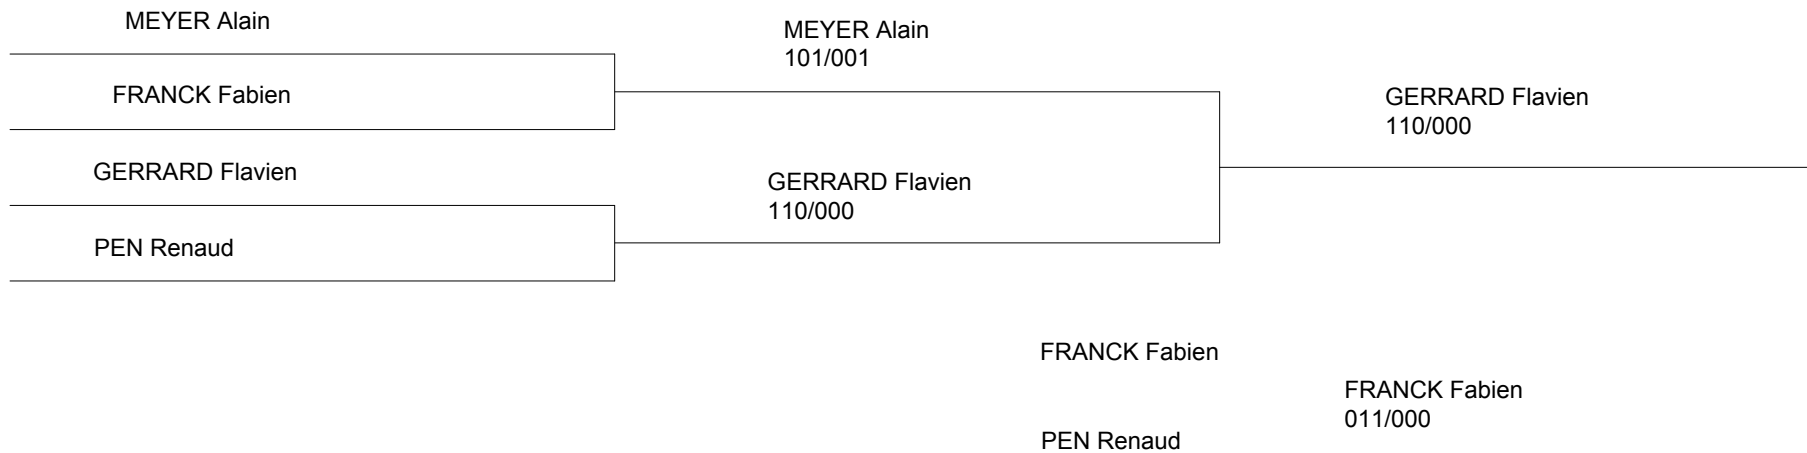 MEYER Alain
FRANCK Fabien
GERRARD Flavien
PEN Renaud
MEYER Alain
101/001
GERRARD Flavien
110/000
GERRARD Flavien
110/000
FRANCK Fabien
PEN Renaud
FRANCK Fabien
011/000